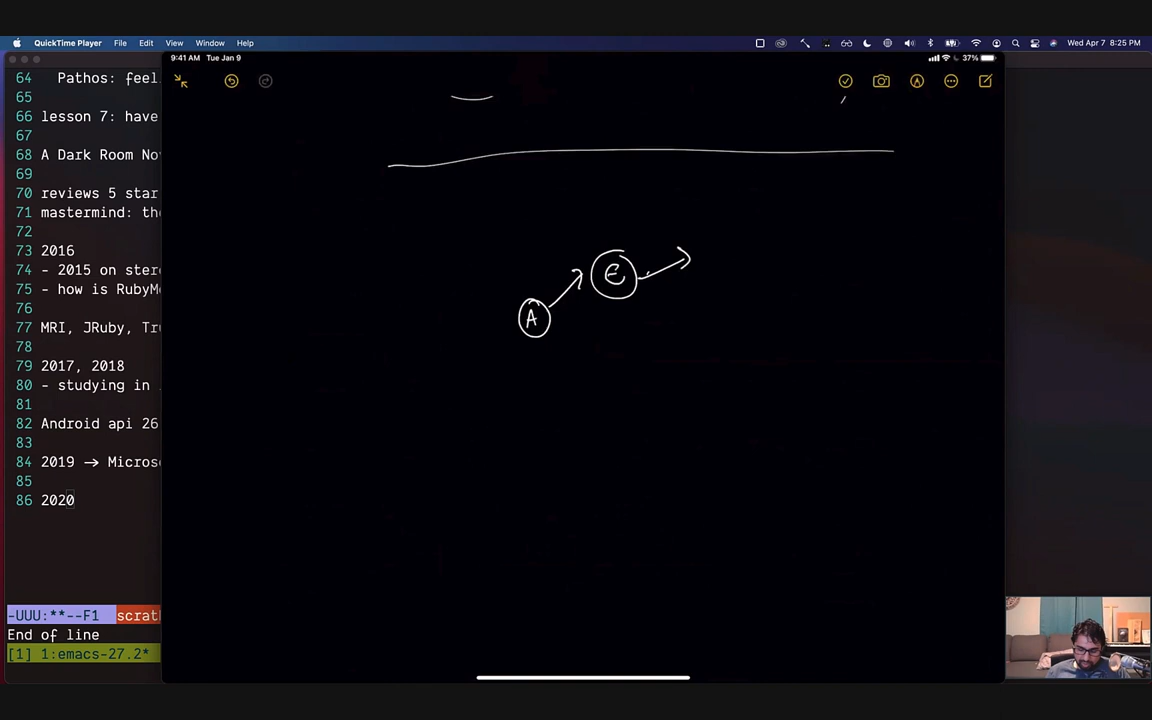 QuickTime Player File Edit View Window Help Wed Apr 7 8:25 PM
9:41 AM Tue Jan 9 37%
64 Pathos: feel
65
66 lesson 7: have
67
68 A Dark Room No
69
70 reviews 5 star
71 mastermind: the
72
73 2016
74 - 2015 on ster
75 - how is RubyM
76
77 MRI, JRuby, Tr
78
79 2017, 2018
80 - studying in
81
82 Android api 26
83
84 2019 → Micros
85
86 2020
E
A
-UUU:**--F1 scrat
End of line
[1] 1:emacs-27.2*